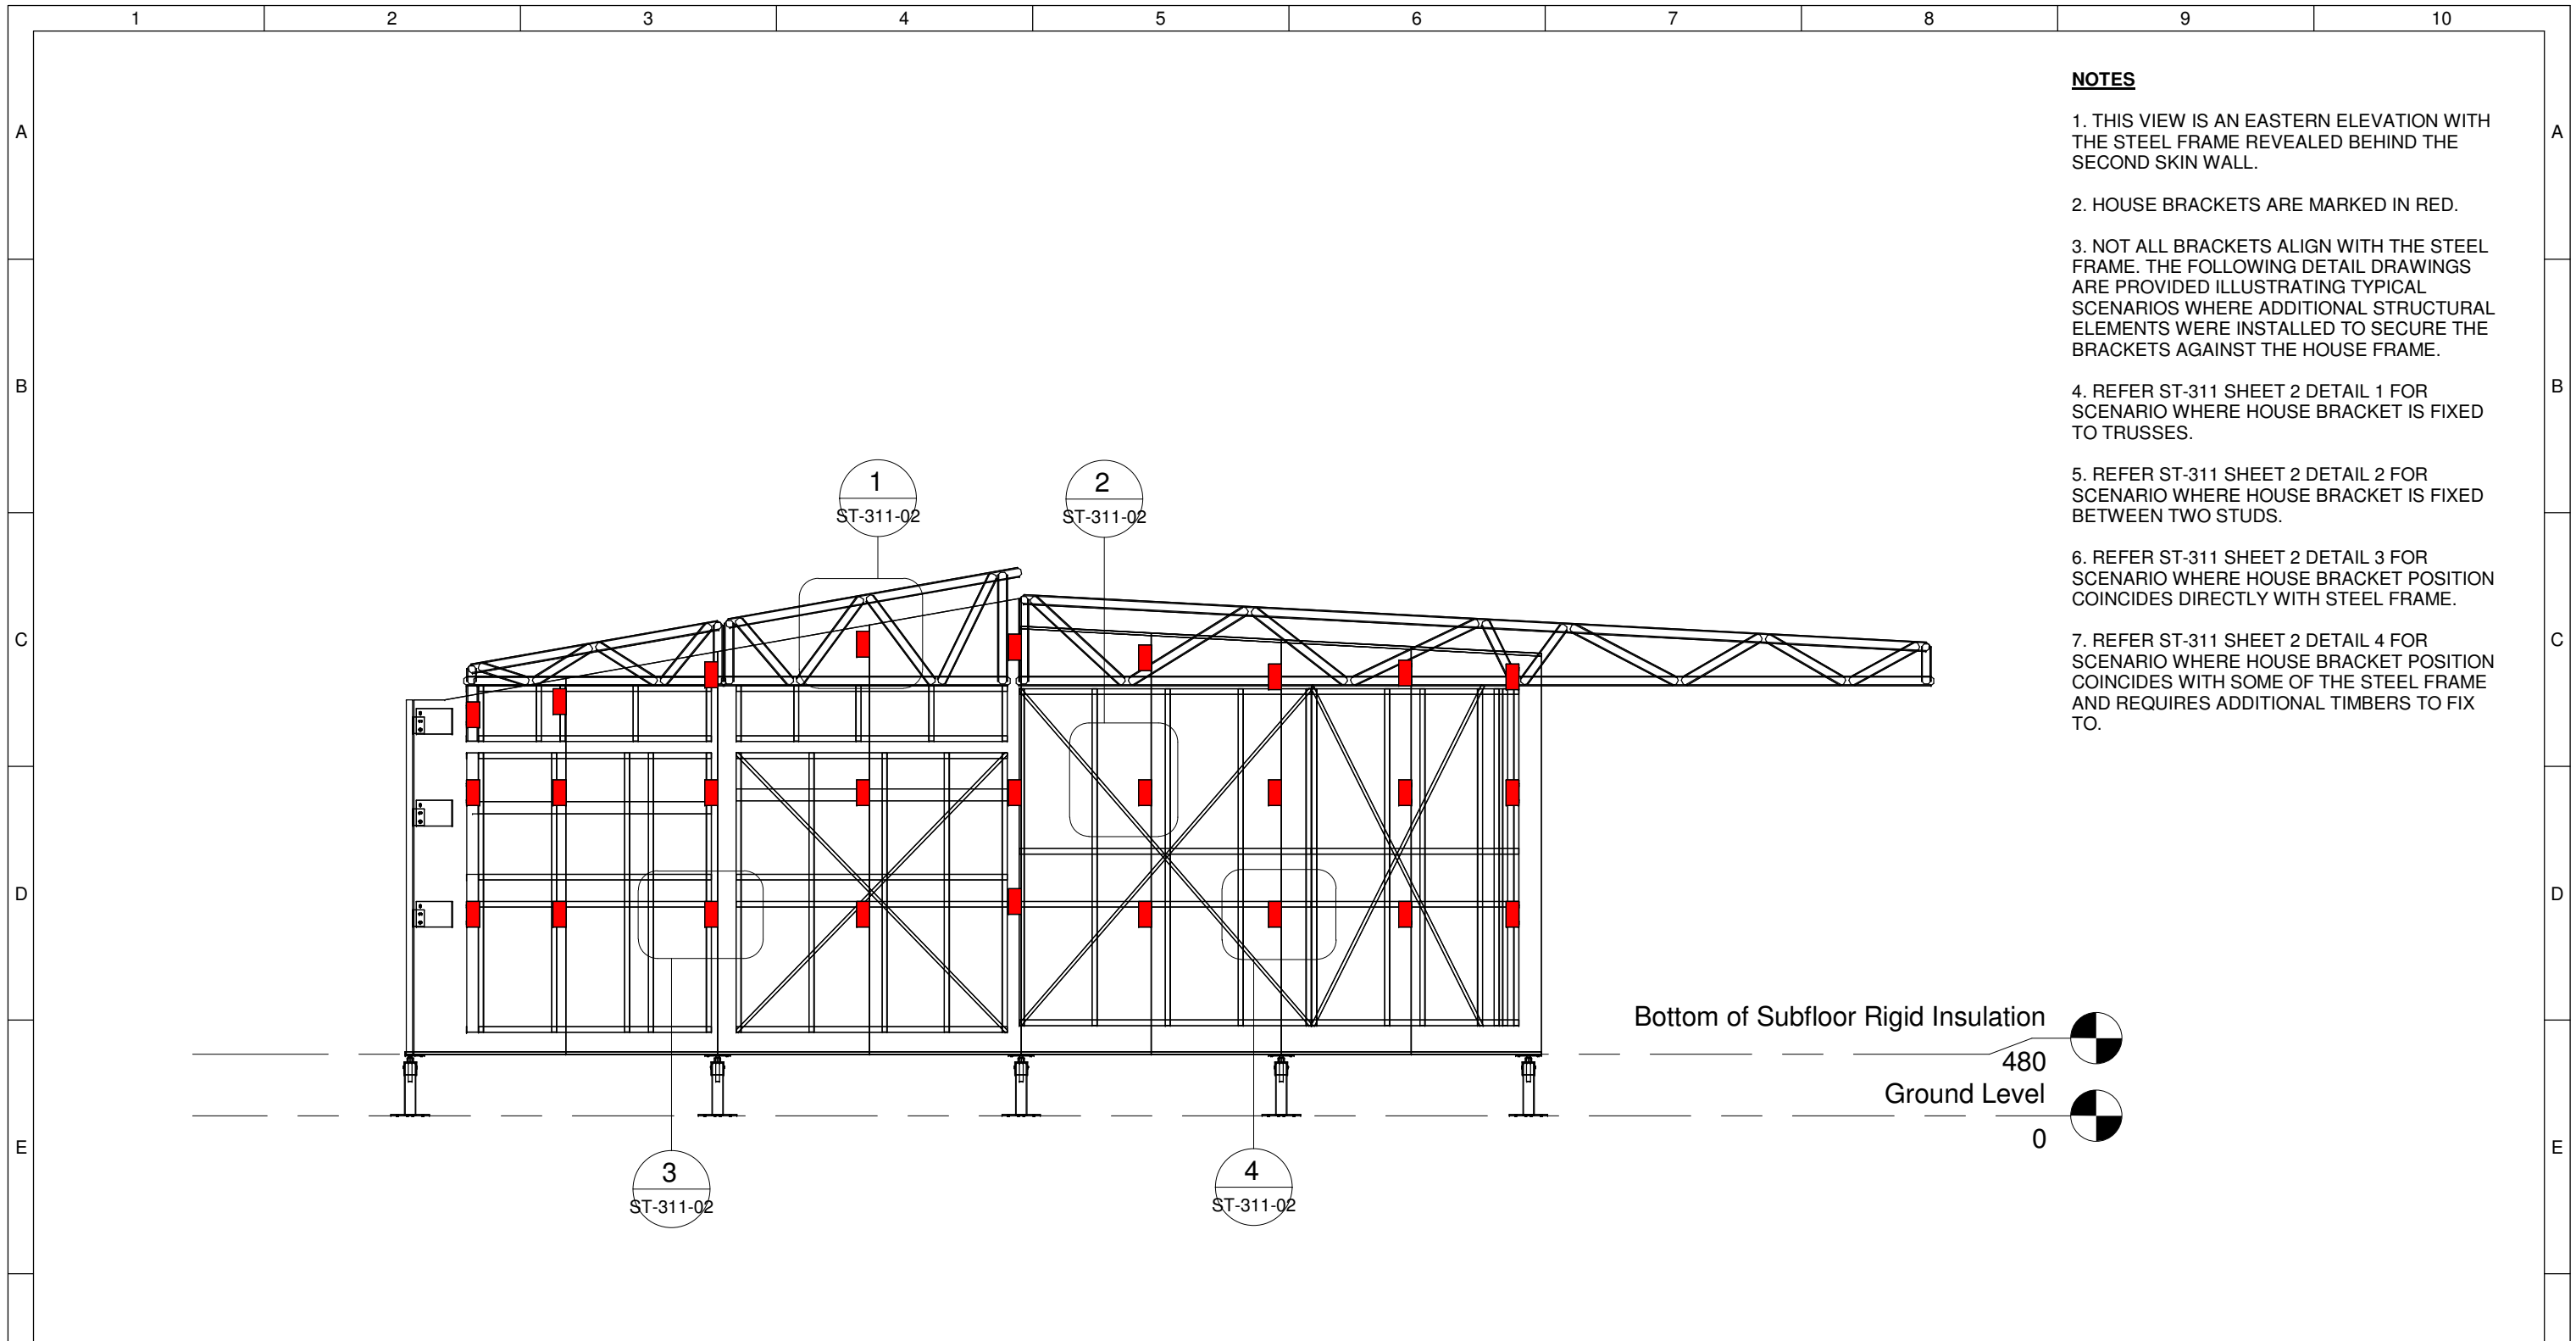 1 2 3 4 5 6 7 8 9 10
NOTES
1. THIS VIEW IS AN EASTERN ELEVATION WITH
THE STEEL FRAME REVEALED BEHIND THE
SECOND SKIN WALL.
2. HOUSE BRACKETS ARE MARKED IN RED.
3. NOT ALL BRACKETS ALIGN WITH THE STEEL
FRAME. THE FOLLOWING DETAIL DRAWINGS
ARE PROVIDED ILLUSTRATING TYPICAL
SCENARIOS WHERE ADDITIONAL STRUCTURAL
ELEMENTS WERE INSTALLED TO SECURE THE
BRACKETS AGAINST THE HOUSE FRAME.
4. REFER ST-311 SHEET 2 DETAIL 1 FOR
SCENARIO WHERE HOUSE BRACKET IS FIXED
TO TRUSSES.
5. REFER ST-311 SHEET 2 DETAIL 2 FOR
SCENARIO WHERE HOUSE BRACKET IS FIXED
BETWEEN TWO STUDS.
6. REFER ST-311 SHEET 2 DETAIL 3 FOR
SCENARIO WHERE HOUSE BRACKET POSITION
COINCIDES DIRECTLY WITH STEEL FRAME.
7. REFER ST-311 SHEET 2 DETAIL 4 FOR
SCENARIO WHERE HOUSE BRACKET POSITION
COINCIDES WITH SOME OF THE STEEL FRAME
AND REQUIRES ADDITIONAL TIMBERS TO FIX
TO.
A A
B B
C C
D D
E E
1
ST-311-02
2
ST-311-02
3
ST-311-02
4
ST-311-02
Bottom of Subfloor Rigid Insulation
480
Ground Level
0